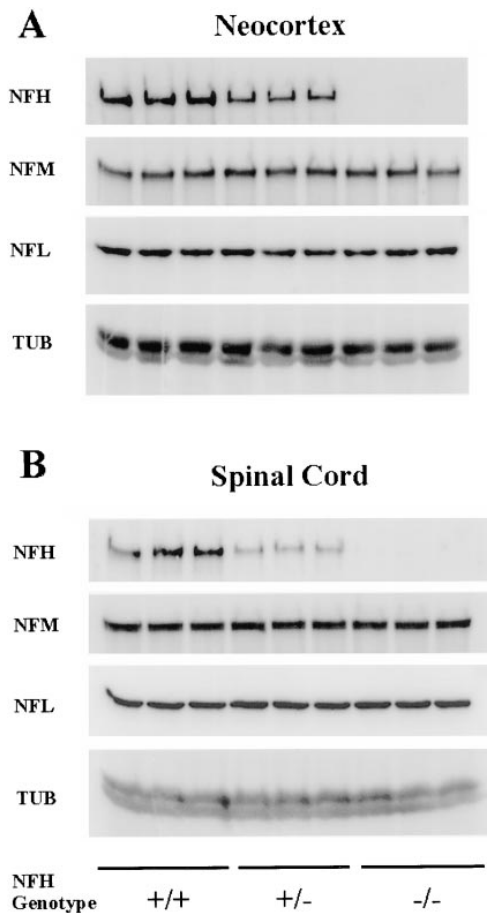 A
Neocortex
NFH
NFM
NFL
TUB
B
Spinal Cord
NFH
NFM
NFL
TUB
NFH
Genotype +/+ +/- -/-